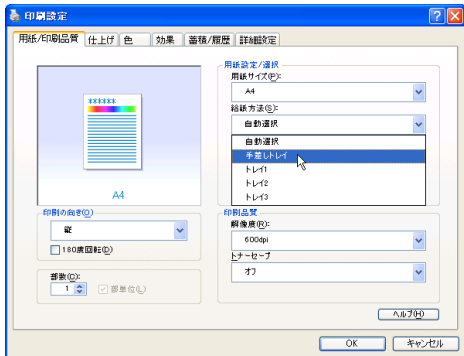 印刷設定
用紙/印刷品質 仕上げ 色 効果 蓄積/履歴 詳細設定
******
A4
用紙設定/選択
用紙サイズ(P):
A4
給紙方法(S):
自動選択
自動選択
手差しトレイ
トレイ1
トレイ2
トレイ3
印刷の向き(O)
縦
180度回転(D)
部数(C):
1 部単位(L)
印刷品質
解像度(R):
600dpi
トナーセーブ
オフ
ヘルプ(H)
OK キャンセル